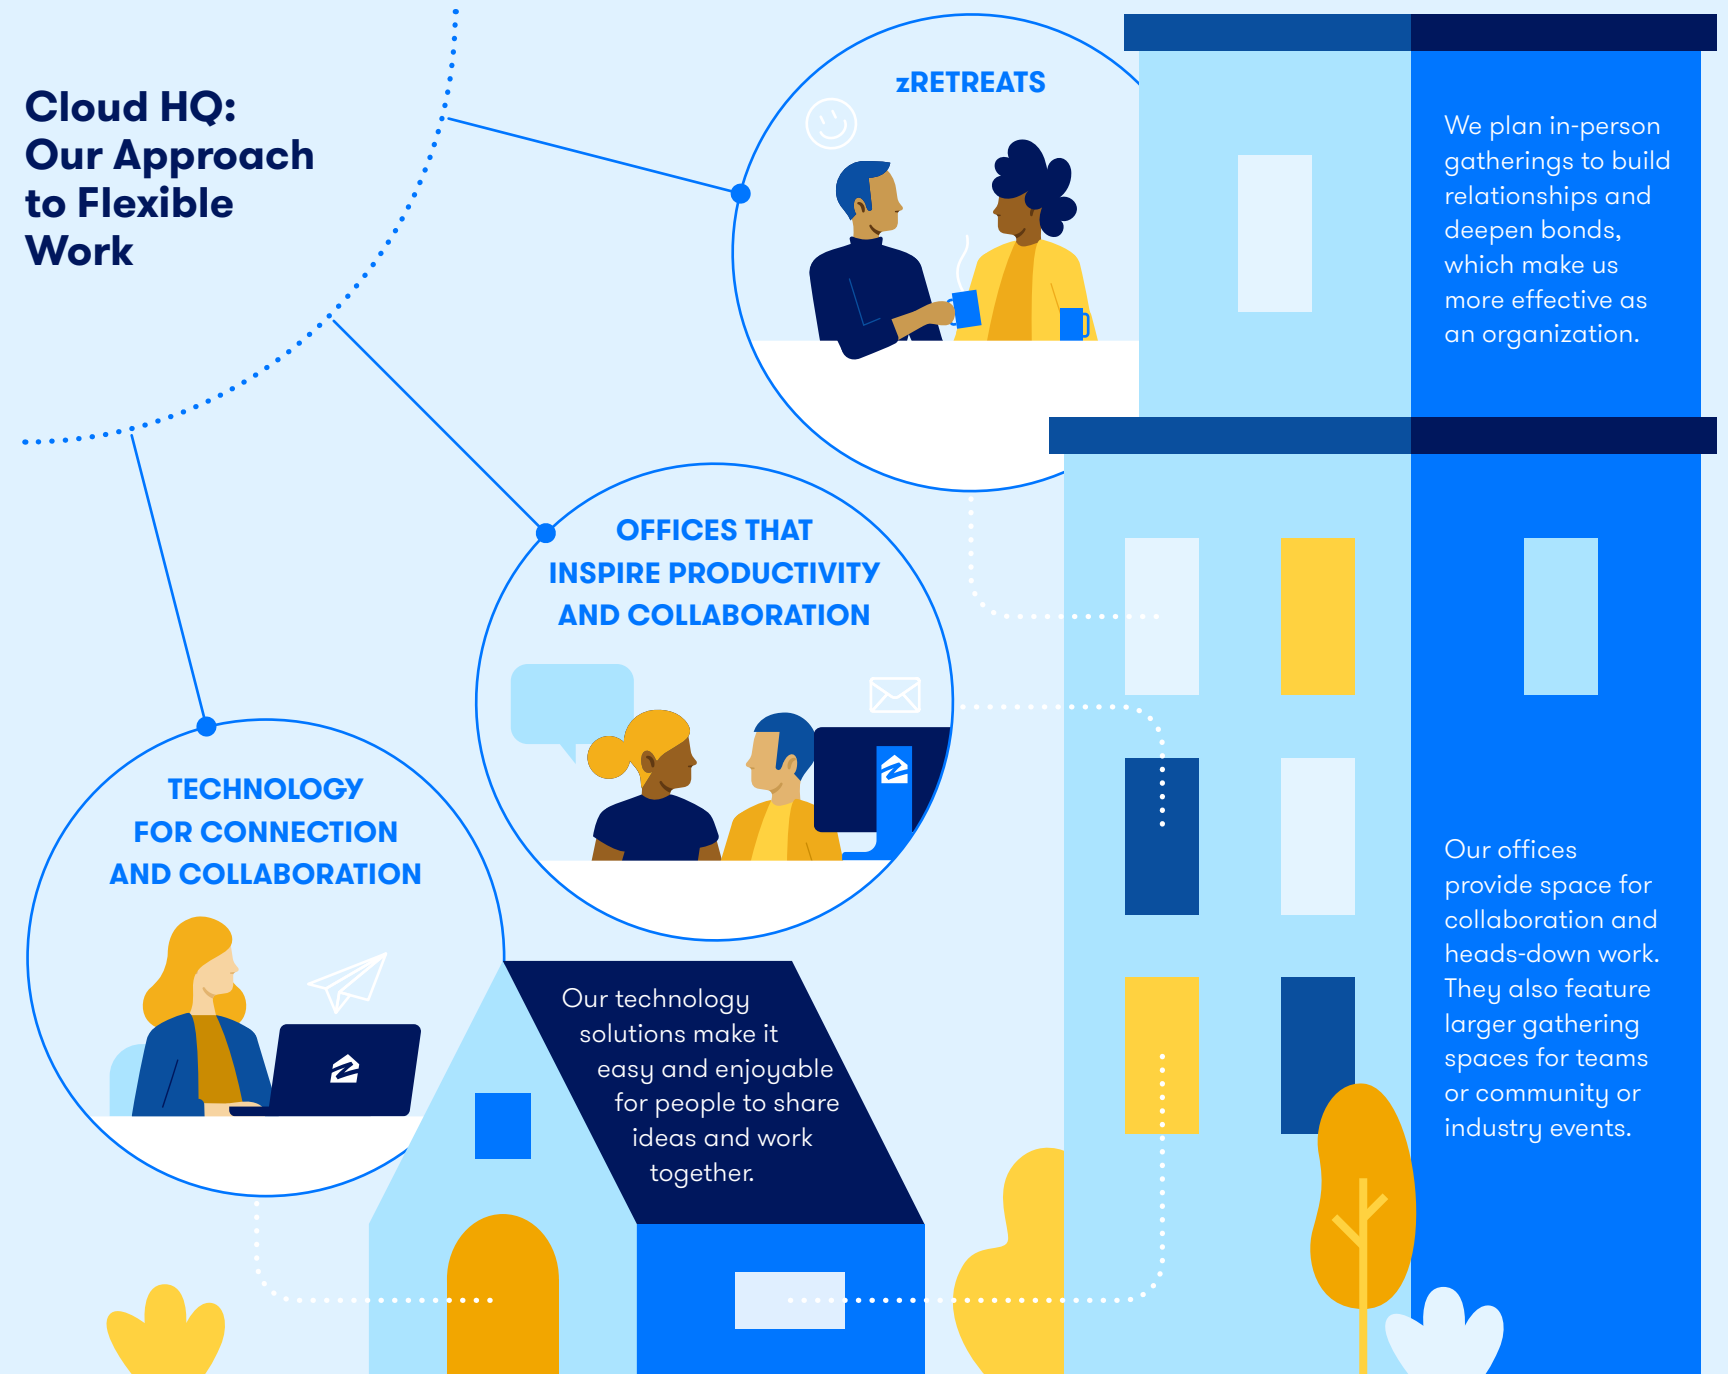 Cloud HQ:
Our Approach
to Flexible
Work
zRETREATS
We plan in-person
gatherings to build
relationships and
deepen bonds,
which make us
more effective as
an organization.
OFFICES THAT
INSPIRE PRODUCTIVITY
AND COLLABORATION
Our offices
provide space for
collaboration and
heads-down work.
They also feature
larger gathering
spaces for teams
or community or
industry events.
TECHNOLOGY
FOR CONNECTION
AND COLLABORATION
Our technology
solutions make it
easy and enjoyable
for people to share
ideas and work
together.